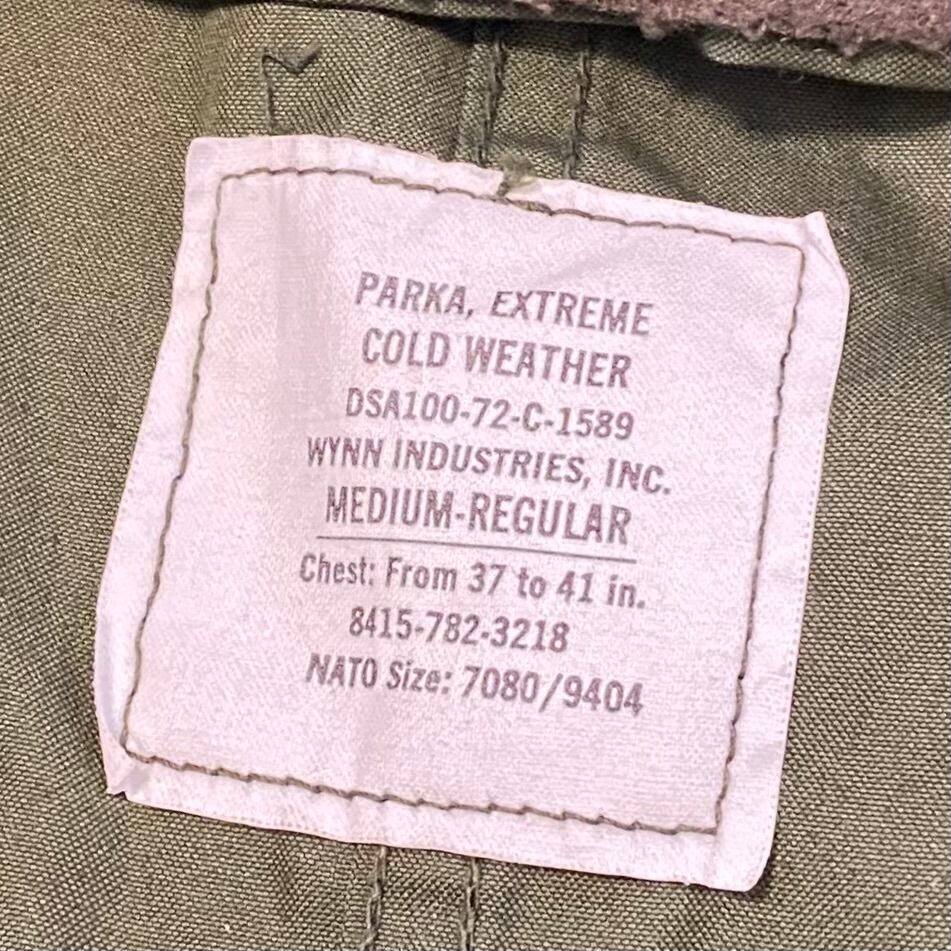 PARKA, EXTREME
COLD WEATHER
DSA100-72-C-1589
WYNN INDUSTRIES, INC.
MEDIUM-REGULAR
Chest: From 37 to 41 in.
8415-782-3218
NATO Size: 7080/9404